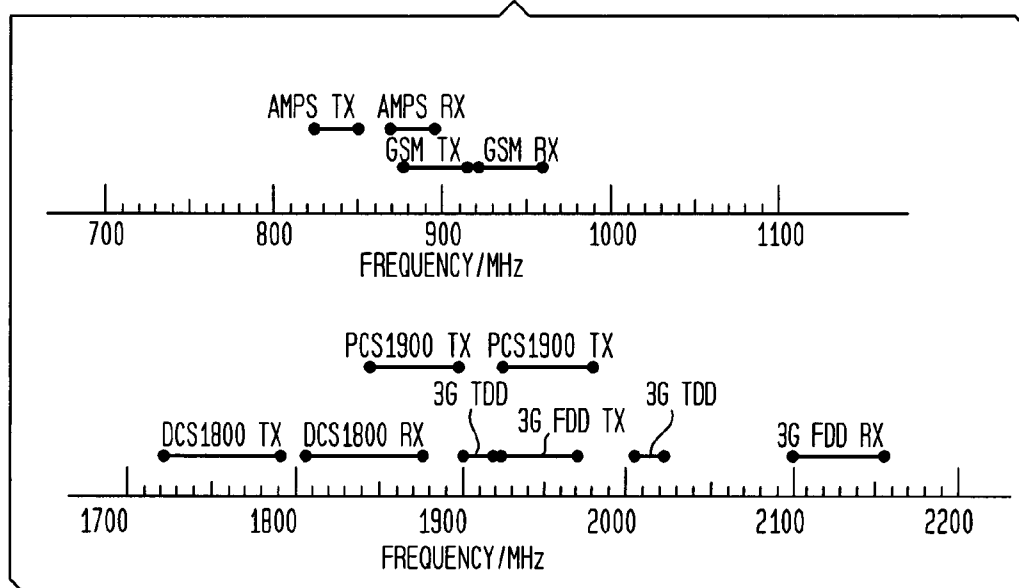 AMPS TX AMPS RX
GSM TX GSM RX
700 800 900 1000 1100
FREQUENCY/MHz
PCS1900 TX PCS1900 TX
3G TDD 3G TDD
3G FDD TX
DCS1800 TX DCS1800 RX 3G FDD RX
1700 1800 1900 2000 2100 2200
FREQUENCY/MHz